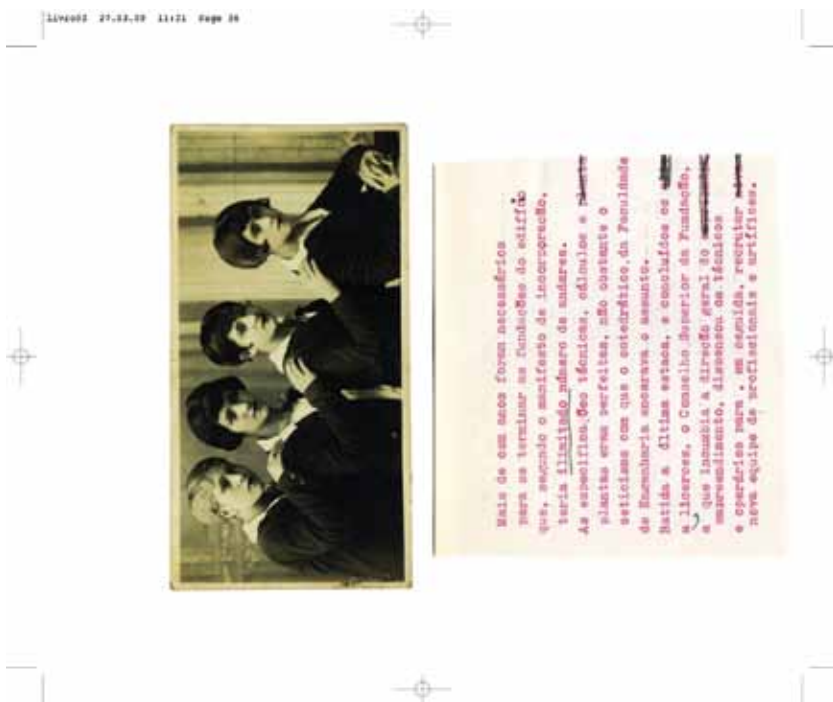 livro02 27.03.09 11:21 Page 36
Mais de cem anos foram necessários
para se terminar as fundações do edifício
que, segundo o manifesto de incorporação,
teria ilimitado número de andares.
As especificações técnicas, cálculos e
plantas eram perfeitas, não obstante o
ceticismo com que o catedrático da Faculdade
de Engenharia encarava o assunto.
Batida a última estaca, e concluídos os
alicerces, o Conselho Superior da Fundação,
a que incumbia a direção geral do
empreendimento, dispensou os técnicos
e operários para, em seguida, recrutar
nova equipe de profissionais e artífices.